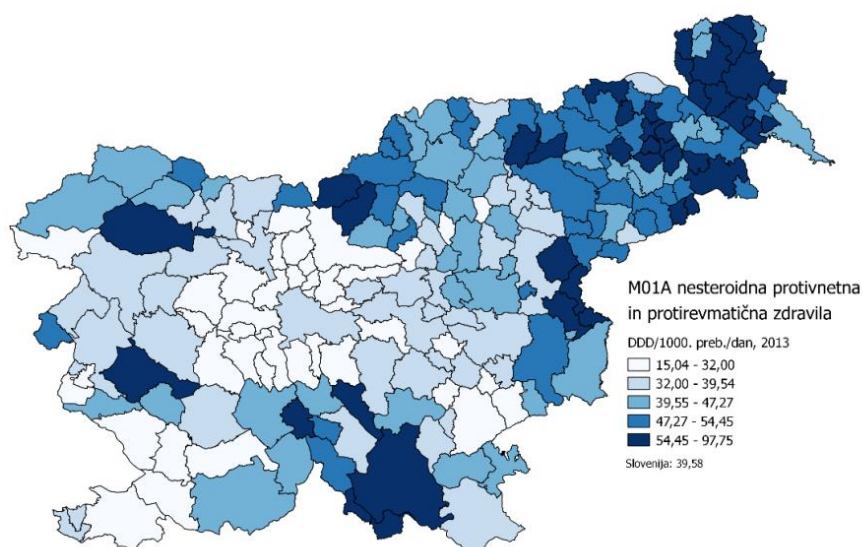 M01A nesteroidna protivnetna
in protirevmatična zdravila
DDD/1000. preb./dan, 2013
15,04 - 32,00
32,00 - 39,54
39,55 - 47,27
47,27 - 54,45
54,45 - 97,75
Slovenija: 39,58